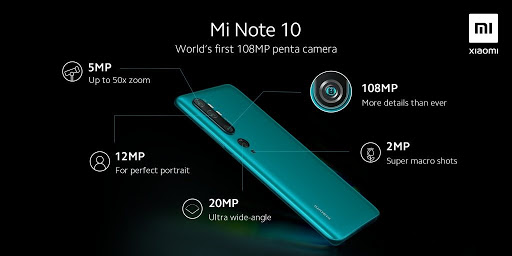 Mi Note 10
World's first 108MP penta camera
mi
XIAOMI
5MP
Up to 50x zoom
108MP
More details than ever
12MP
For perfect portrait
2MP
Super macro shots
20MP
Ultra wide-angle